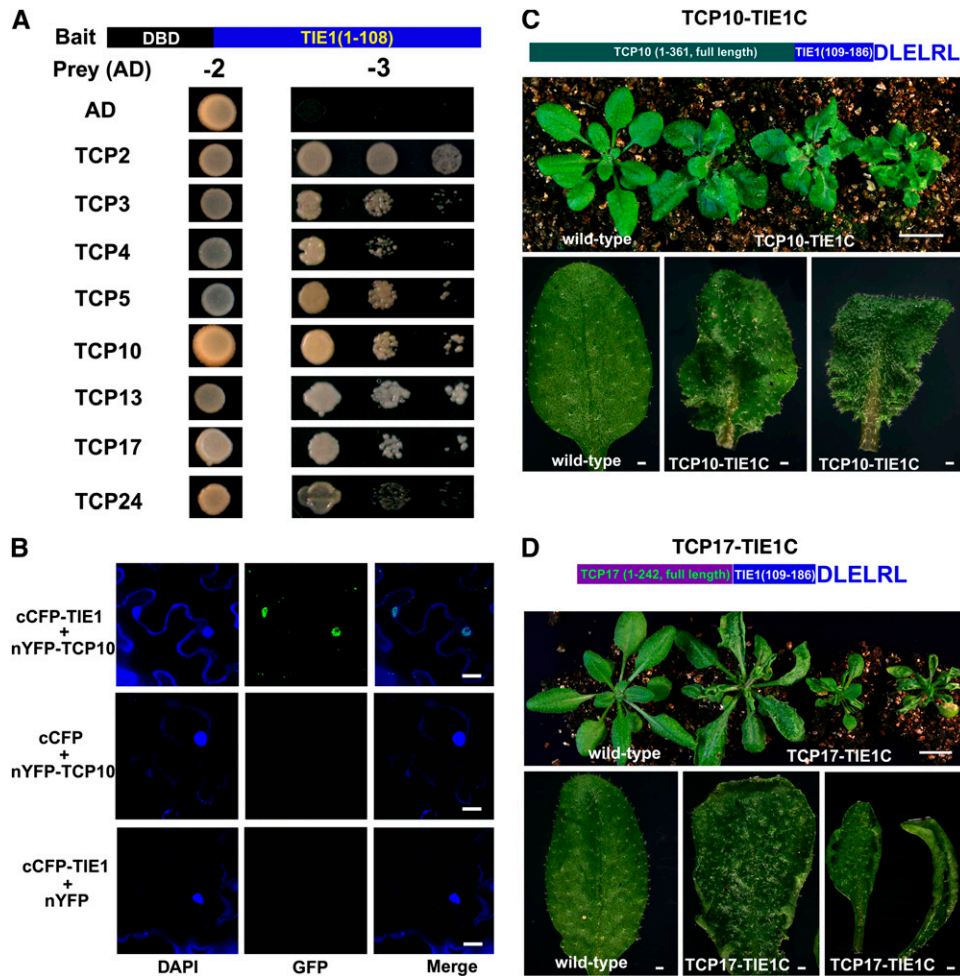 A
Bait DBD TIE1(1-108)
Prey (AD) -2 -3
AD
TCP2
TCP3
TCP4
TCP5
TCP10
TCP13
TCP17
TCP24
B
cCFP-TIE1
+
nYFP-TCP10
cCFP
+
nYFP-TCP10
cCFP-TIE1
+
nYFP
DAPI GFP Merge
C
TCP10-TIE1C
TCP10 (1-361, full length) TIE1(109-186) DLELRL
wild-type TCP10-TIE1C
wild-type TCP10-TIE1C TCP10-TIE1C
D
TCP17-TIE1C
TCP17 (1-242, full length) TIE1(109-186) DLELRL
wild-type TCP17-TIE1C
wild-type TCP17-TIE1C TCP17-TIE1C